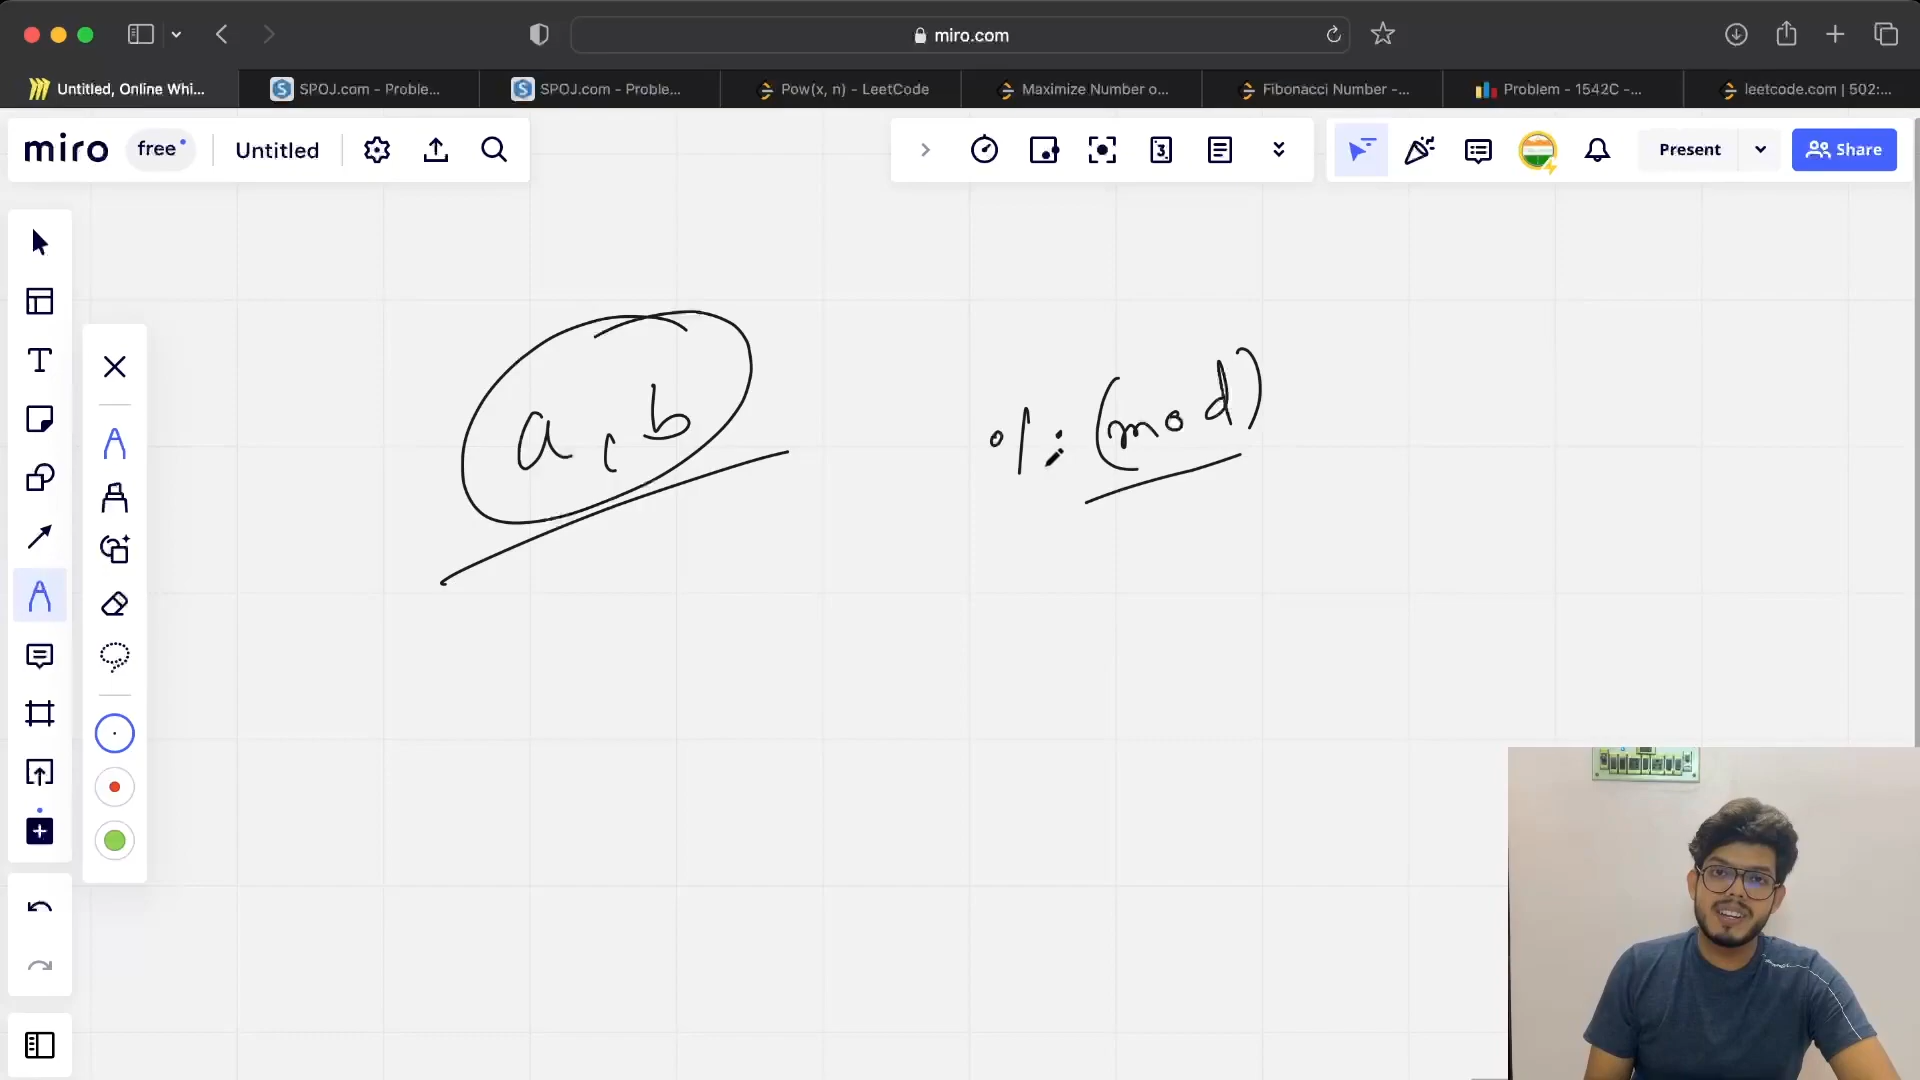 miro.com
Untitled, Online Whi...
SPOJ.com - Proble...
SPOJ.com - Proble...
Pow(x, n) - LeetCode
Maximize Number o...
Fibonacci Number -...
Problem - 1542C -...
leetcode.com | 502:...
miro free Untitled
3
Present
Share
a, b
% (mod)